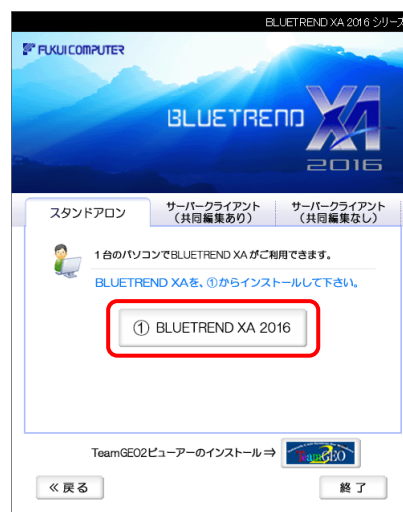 BLUETREND XA 2016 シリーズ
FUKUI COMPUTER
BLUETREND XA
2016
スタンドアロン
サーバークライアント
(共同編集あり)
サーバークライアント
(共同編集なし)
1台のパソコンでBLUETREND XAがご利用できます。
BLUETREND XAを、①からインストールして下さい。
① BLUETREND XA 2016
TeamGEO2ビューアーのインストール⇒
TeamGEO
2
≪戻る
終了